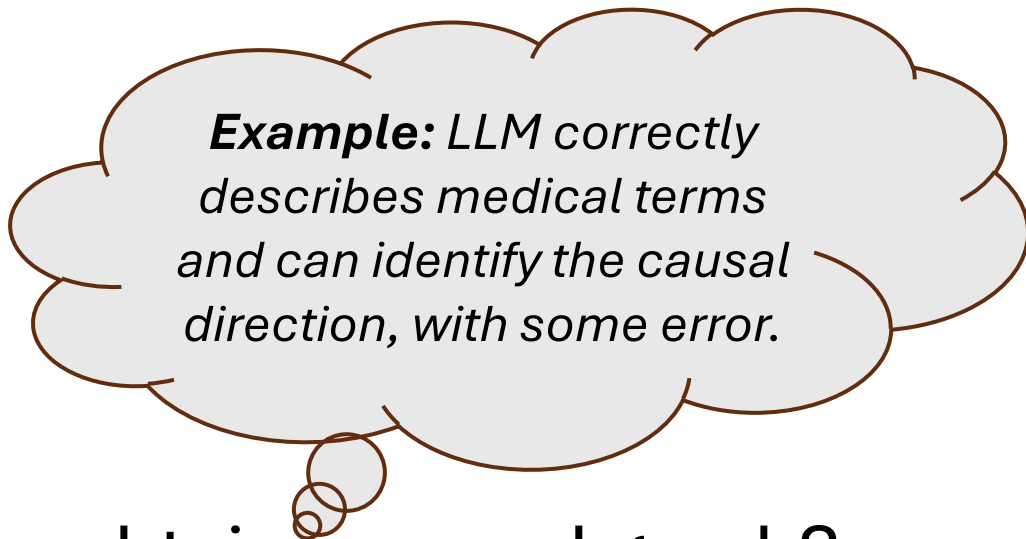 Example: LLM correctly
describes medical terms
and can identify the causal
direction, with some error.